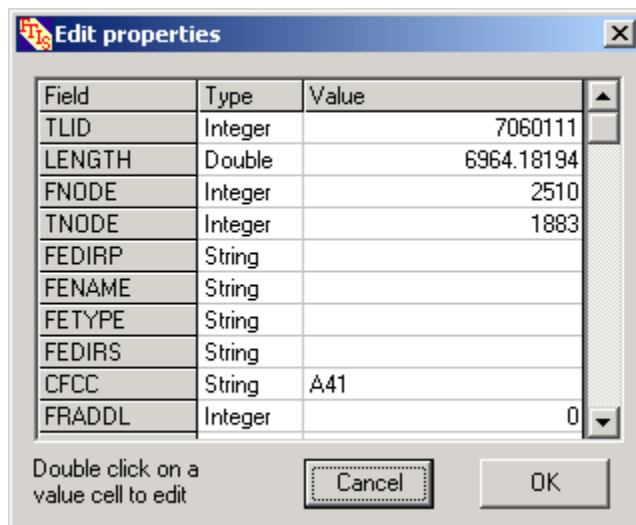 FTIS Edit properties
Field Type Value
TLID Integer 7060111
LENGTH Double 6964.18194
FNODE Integer 2510
TNODE Integer 1883
FEDIRP String
FENAME String
FETYPE String
FEDIRS String
CFCC String A41
FRADDL Integer 0
Double click on a
value cell to edit
Cancel OK